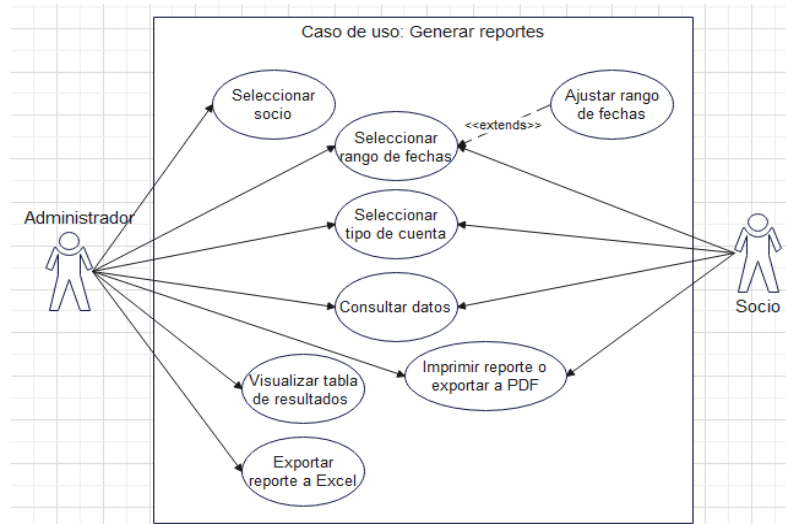 Caso de uso: Generar reportes
Seleccionar
socio
Ajustar rango
de fechas
<<extends>>
Seleccionar
rango de fechas
Administrador
Seleccionar
tipo de cuenta
Consultar datos
Socio
Imprimir reporte o
exportar a PDF
Visualizar tabla
de resultados
Exportar
reporte a Excel